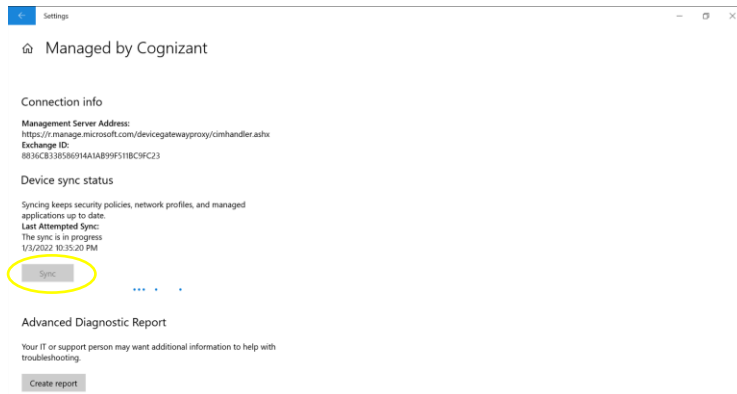 Settings
Managed by Cognizant
Connection info
Management Server Address:
https://r.manage.microsoft.com/devicegatewayproxy/cimhandler.ashx
Exchange ID:
8836CB338586914A1AB99F511BC9FC23
Device sync status
Syncing keeps security policies, network profiles, and managed
applications up to date.
Last Attempted Sync:
The sync is in progress
1/3/2022 10:35:20 PM
Sync
Advanced Diagnostic Report
Your IT or support person may want additional information to help with
troubleshooting.
Create report